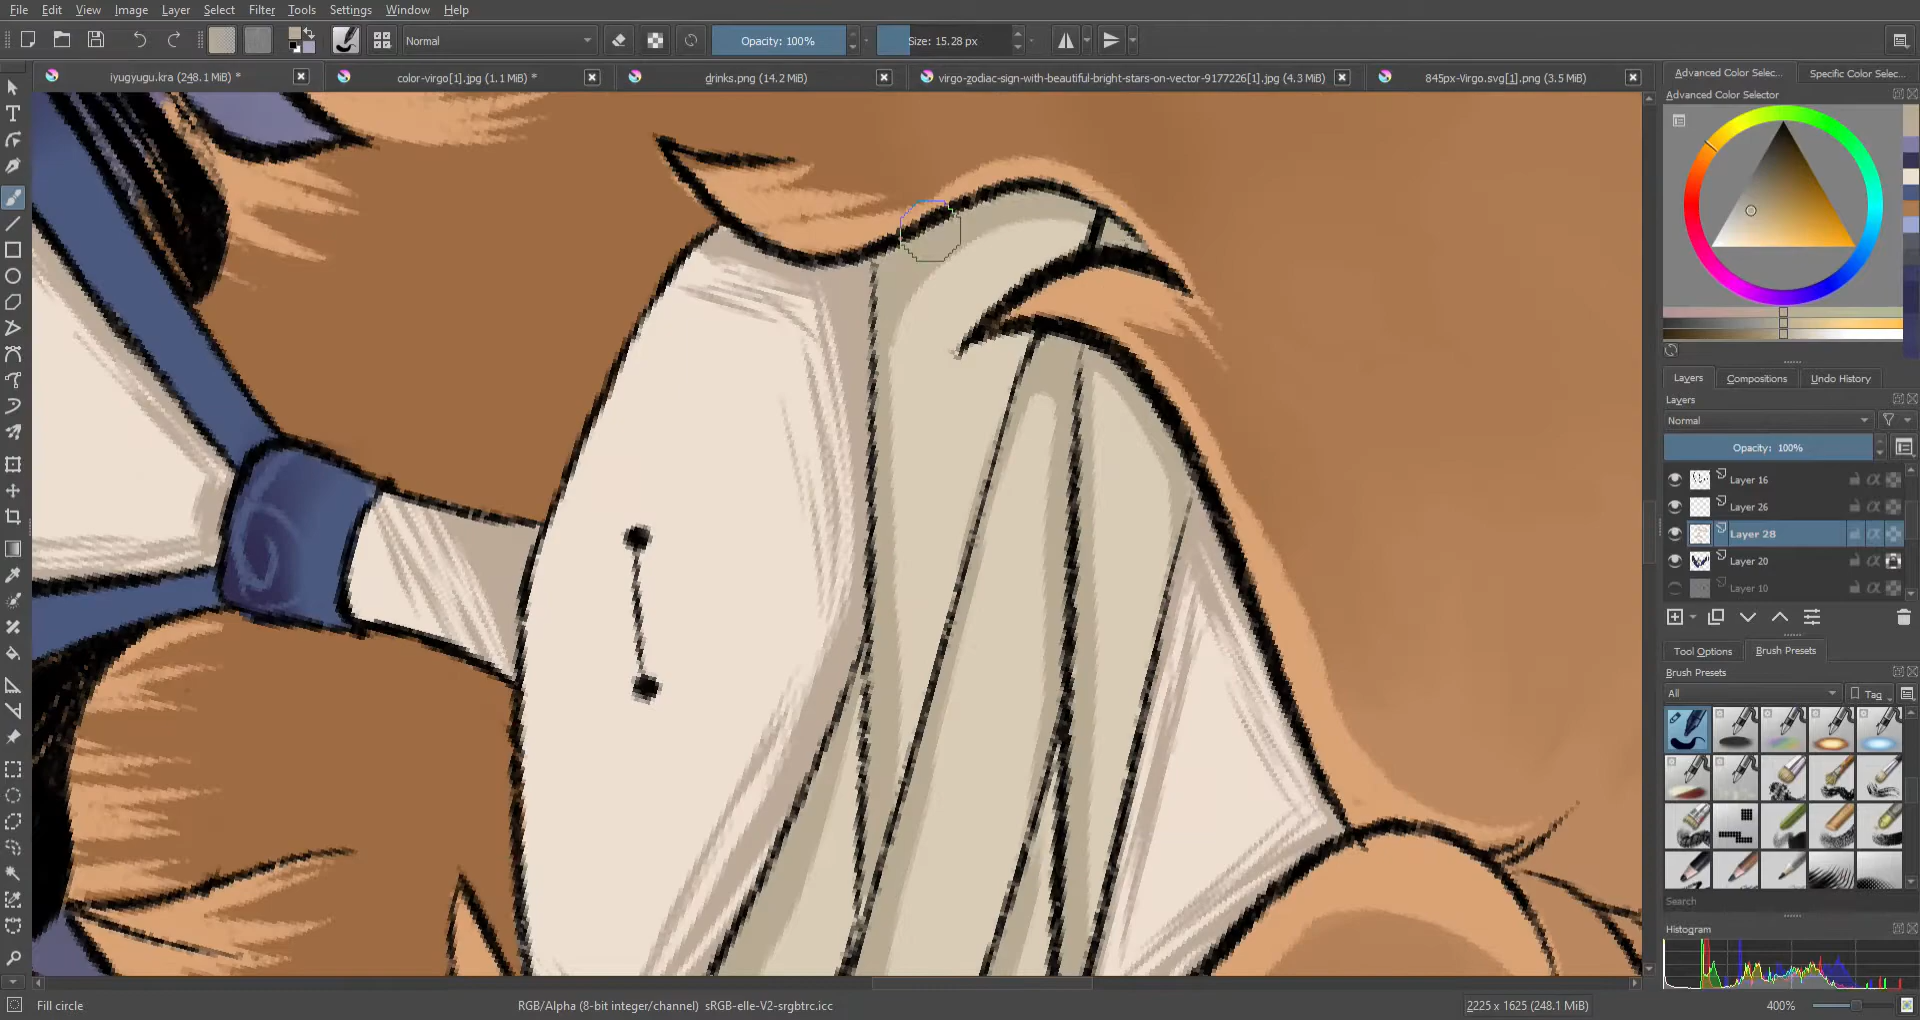 File Edit View Image Layer Select Filter Tools Settings Window Help
Normal Opacity: 100% Size: 15.28 px
iyugyugu.kra (248.1 MiB) * color-virgo[1].jpg (1.1 MiB) * drinks.png (14.2 MiB) virgo-zodiac-sign-with-beautiful-bright-stars-on-vector-9177226[1].jpg (4.3 MiB) 845px-Virgo.svg[1].png (3.5 MiB)
Advanced Color Selec... Specific Color Selec...
Advanced Color Selector
Layers Compositions Undo History
Layers
Normal
Opacity: 100%
Layer 16
Layer 26
Layer 28
Layer 20
Layer 10
Tool Options Brush Presets
Brush Presets
All Tag
Search
Histogram
Fill circle RGB/Alpha (8-bit integer/channel) sRGB-elle-V2-srgbtrc.icc 2225 x 1625 (248.1 MiB) 400%